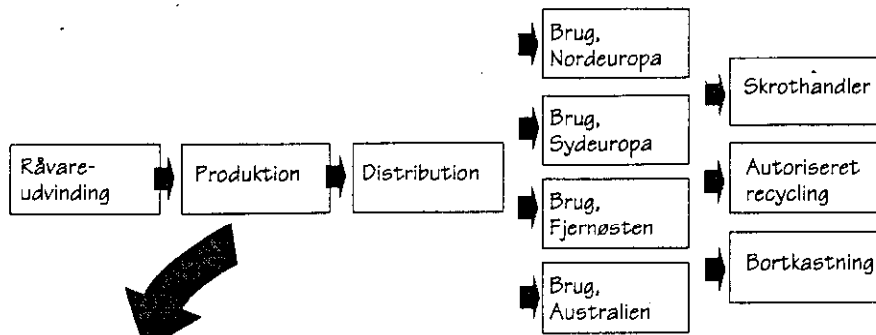 Råvare-
udvinding
Produktion
Distribution
Brug,
Nordeuropa
Brug,
Sydeuropa
Brug,
Fjernøsten
Brug,
Australien
Skrothandler
Autoriseret
recycling
Bortkastning